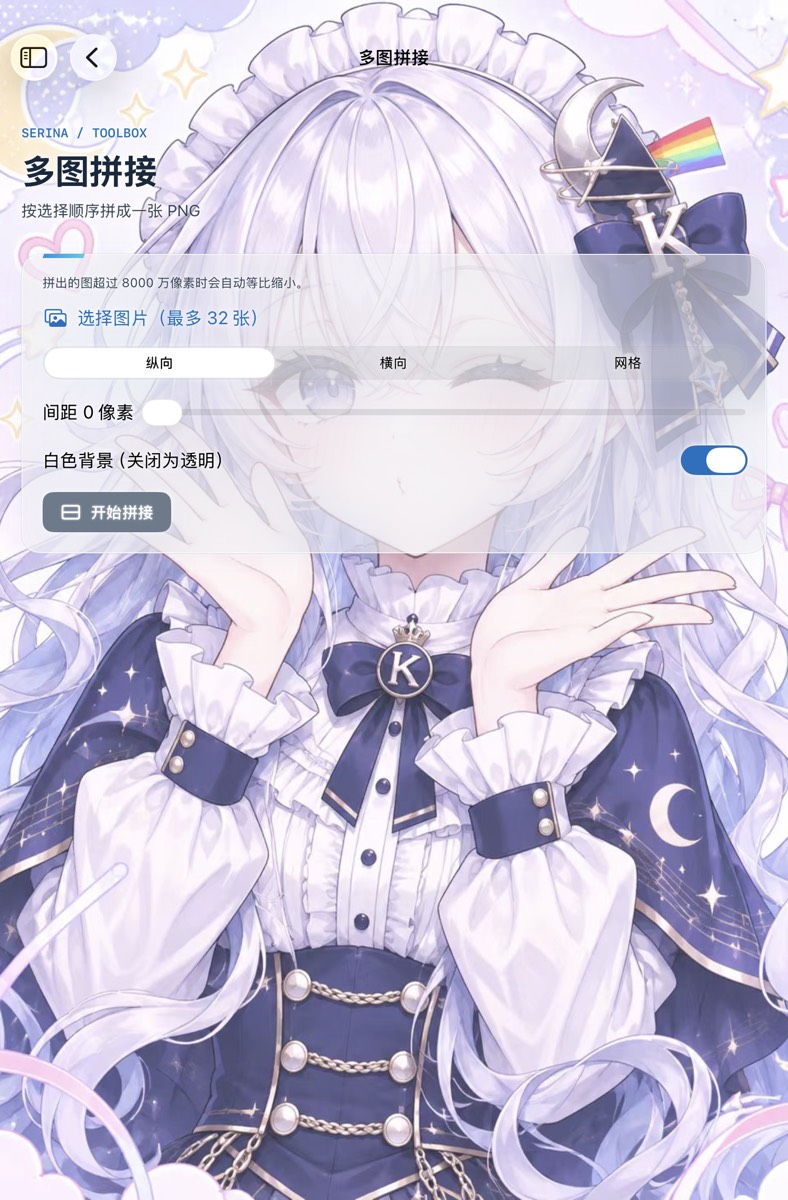 多图拼接
SERINA / TOOLBOX
多图拼接
按选择顺序拼成一张 PNG
拼出的图超过 8000 万像素时会自动等比缩小。
选择图片（最多 32 张）
纵向
横向
网格
间距 0 像素
白色背景（关闭为透明）
开始拼接
K
K